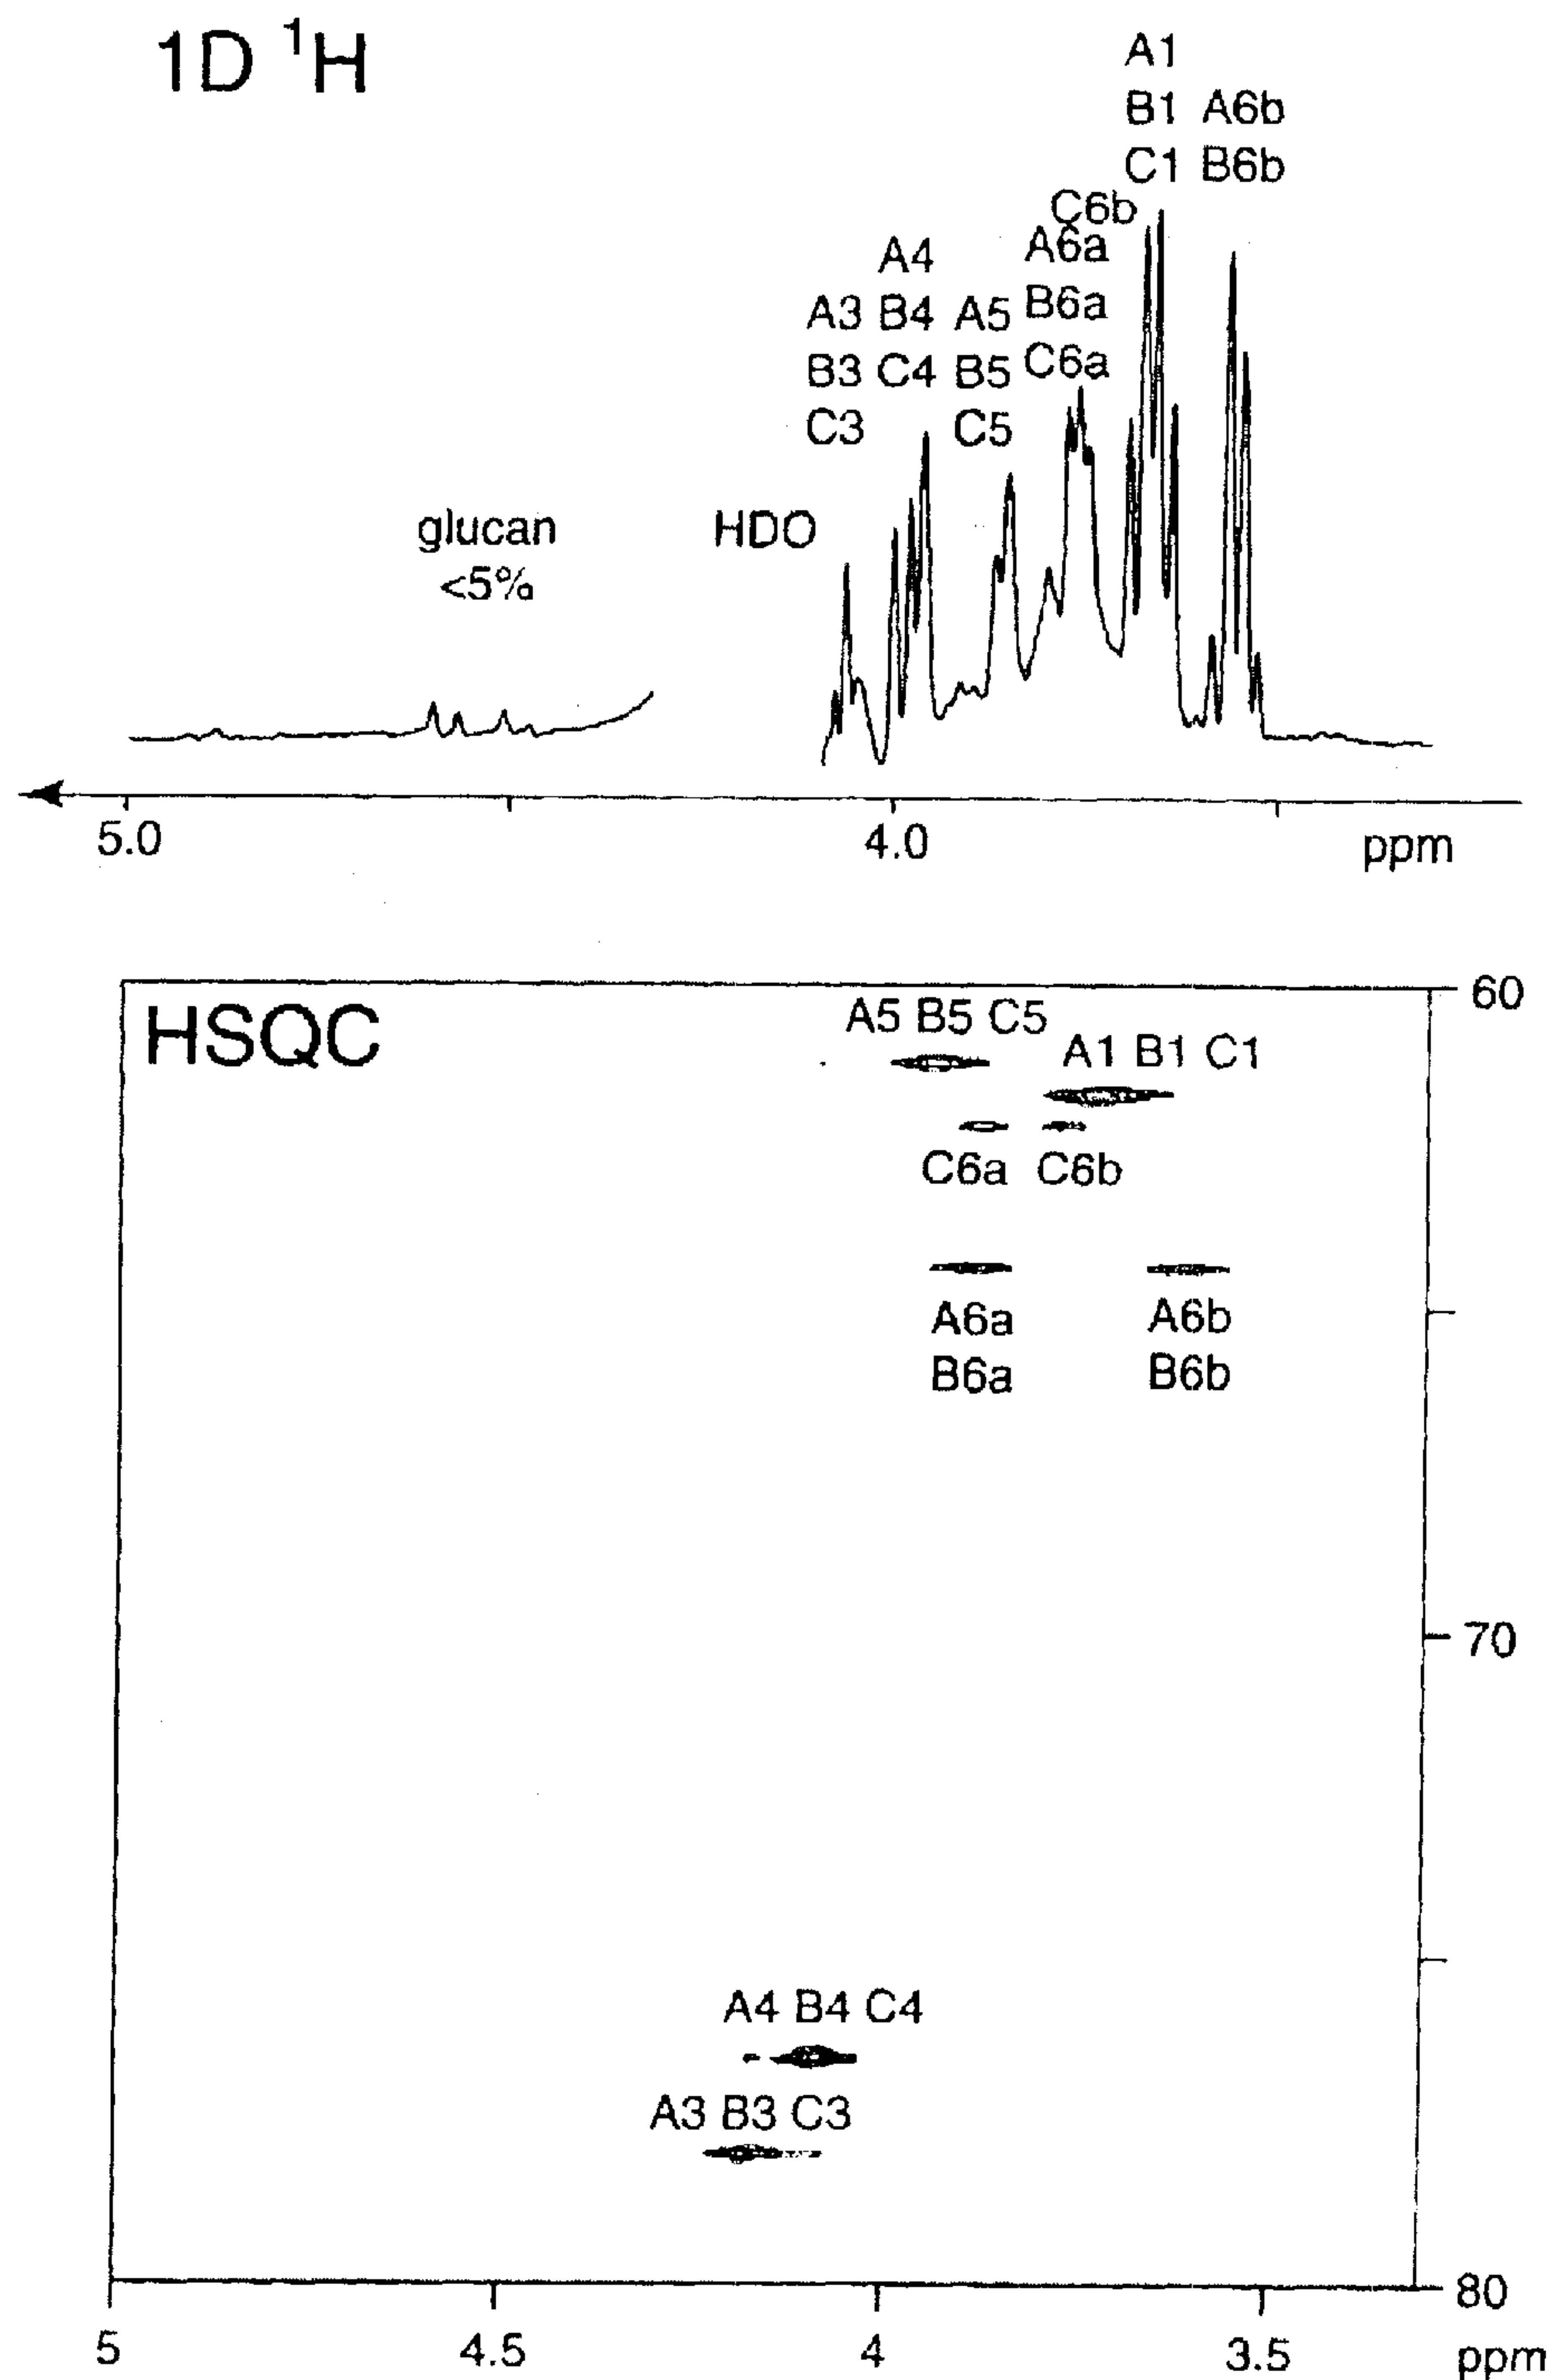 1D ¹H
A1
B1 A6b
C1 B6b
C6b
A4 A6a
A3 B4 A5 B6a
B3 C4 B5 C6a
C3 C5
glucan HDO
<5%
5.0 4.0 ppm
HSQC
60
A5 B5 C5
A1 B1 C1
C6a C6b
A6a A6b
B6a B6b
70
A4 B4 C4
A3 B3 C3
80
5 4.5 4 3.5 ppm